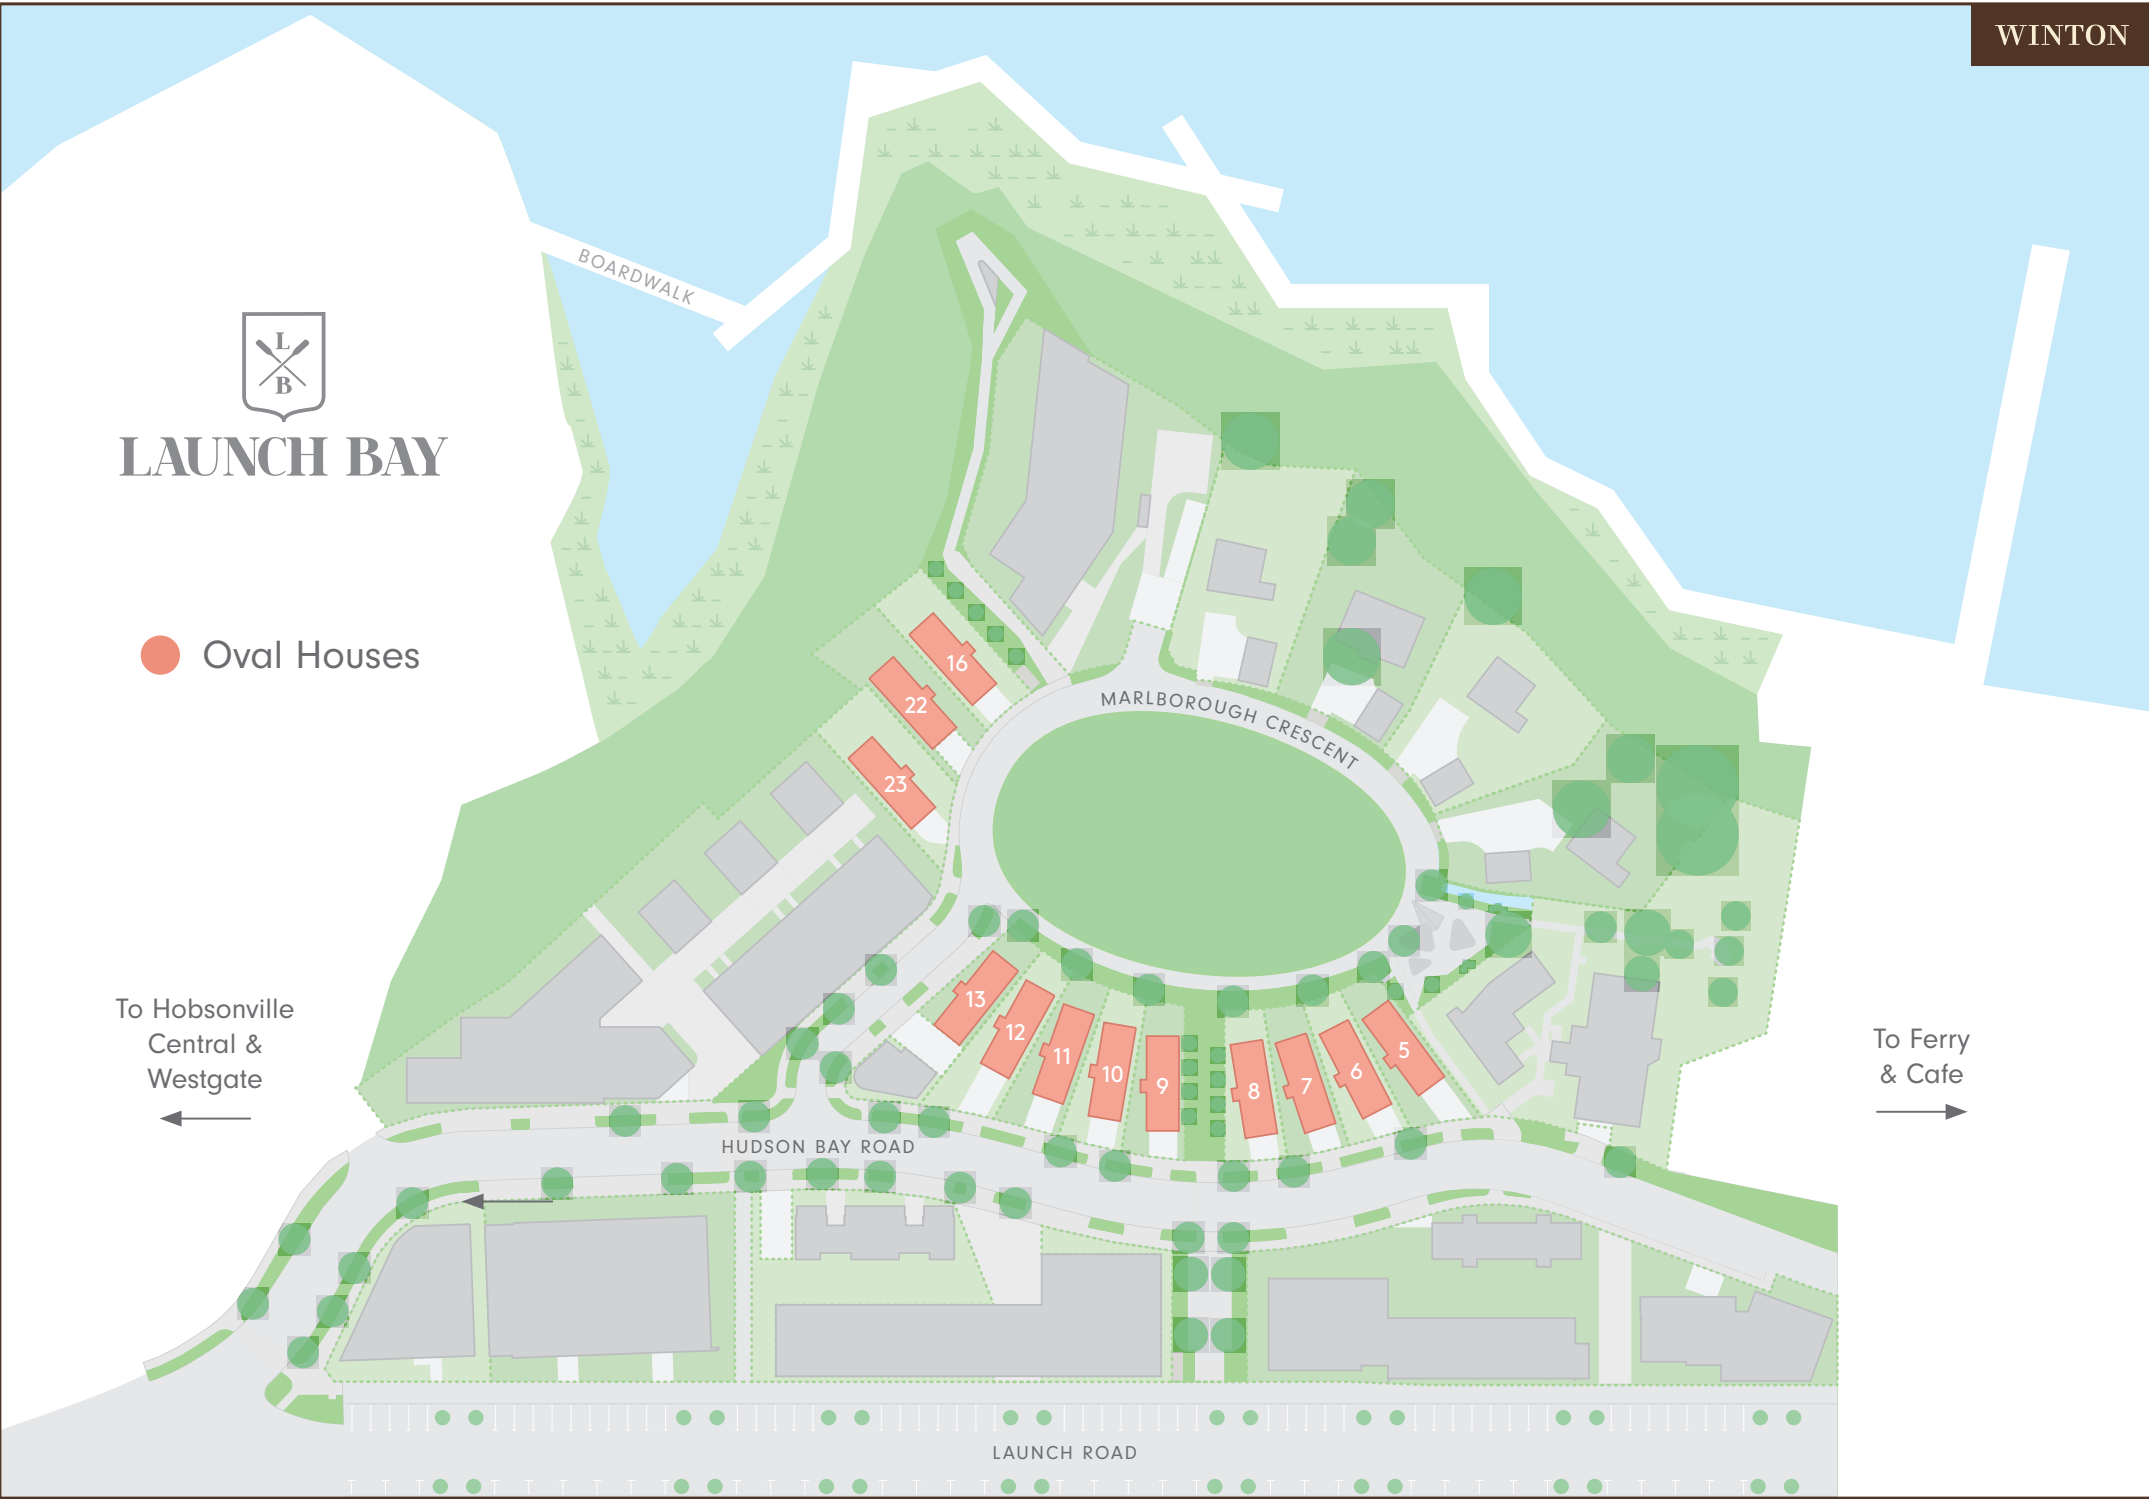 WINTON
BOARDWALK
L
B
LAUNCH BAY
Oval Houses
16
22
23
MARLBOROUGH CRESCENT
13
12
11
10
9
8
7
6
5
To Hobsonville
Central &
Westgate
To Ferry
& Cafe
HUDSON BAY ROAD
LAUNCH ROAD